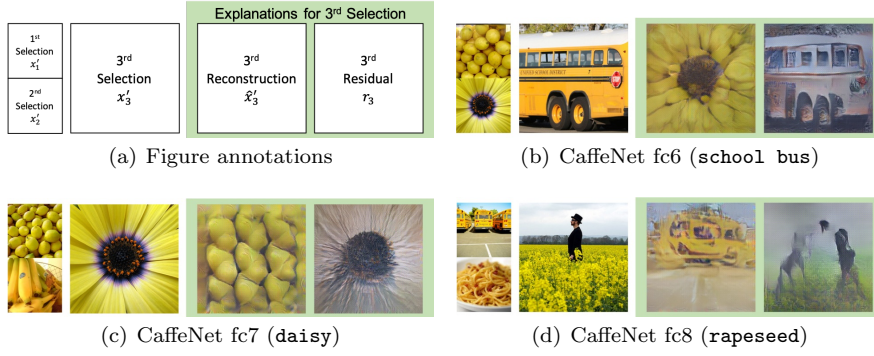 Explanations for 3rd Selection
1st
Selection
x′₁
2nd
Selection
x′₂
3rd
Selection
x′₃
3rd
Reconstruction
x̂′₃
3rd
Residual
r₃
(a) Figure annotations
STOP
(b) CaffeNet fc6 (school bus)
(c) CaffeNet fc7 (daisy)
(d) CaffeNet fc8 (rapeseed)